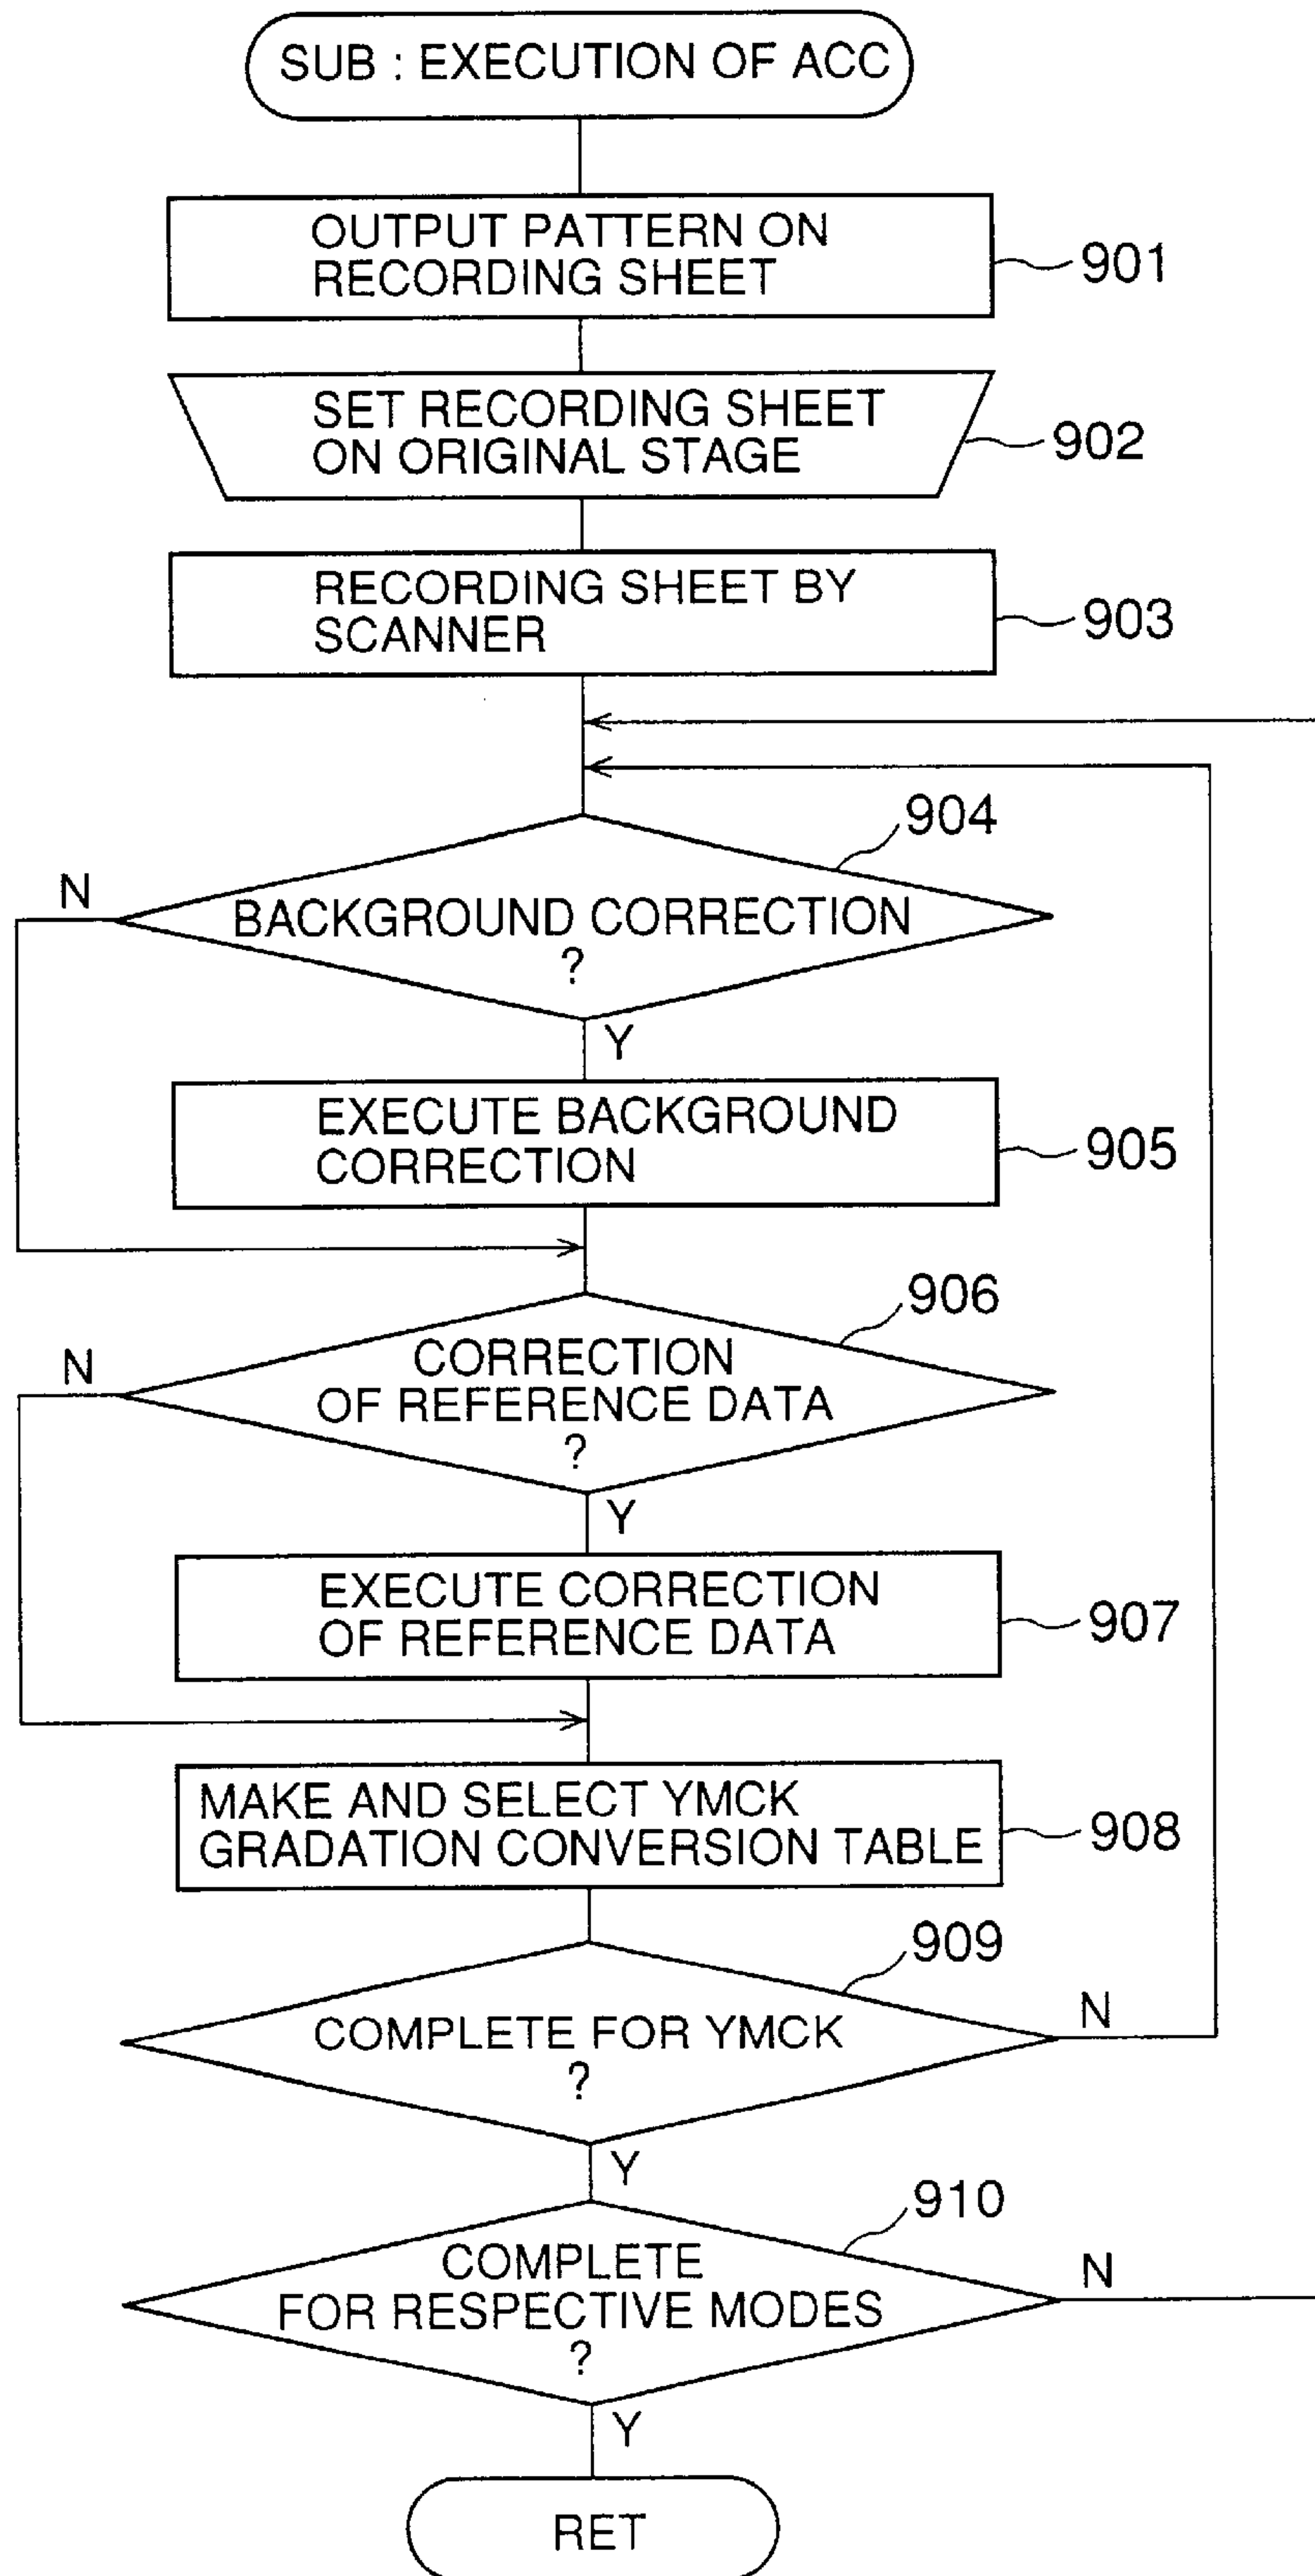 SUB : EXECUTION OF ACC
OUTPUT PATTERN ON
RECORDING SHEET
901
SET RECORDING SHEET
ON ORIGINAL STAGE
902
RECORDING SHEET BY
SCANNER
903
904
N
BACKGROUND CORRECTION
?
Y
EXECUTE BACKGROUND
CORRECTION
905
906
N
CORRECTION
OF REFERENCE DATA
?
Y
EXECUTE CORRECTION
OF REFERENCE DATA
907
MAKE AND SELECT YMCK
GRADATION CONVERSION TABLE
908
909
COMPLETE FOR YMCK
?
N
Y
910
COMPLETE
FOR RESPECTIVE MODES
?
N
Y
RET